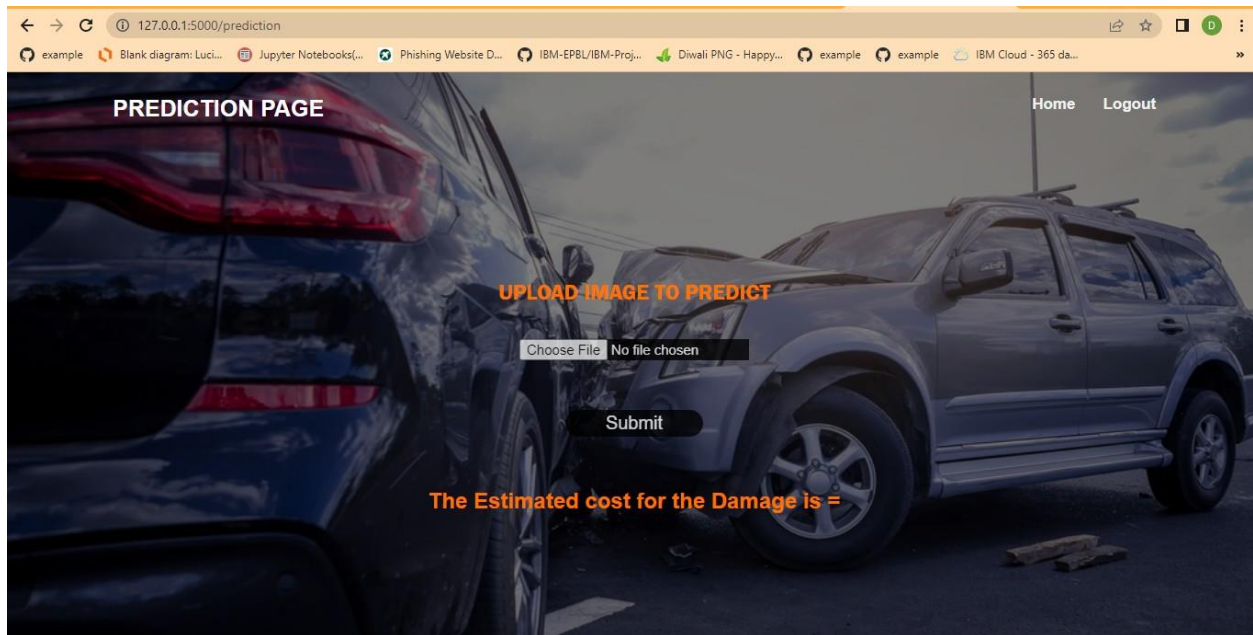 127.0.0.1:5000/prediction
D
example Blank diagram: Luci... Jupyter Notebooks(... Phishing Website D... IBM-EPBL/IBM-Proj... Diwali PNG - Happy... example example IBM Cloud - 365 da... »
PREDICTION PAGE Home Logout
UPLOAD IMAGE TO PREDICT
Choose File No file chosen
Submit
The Estimated cost for the Damage is =